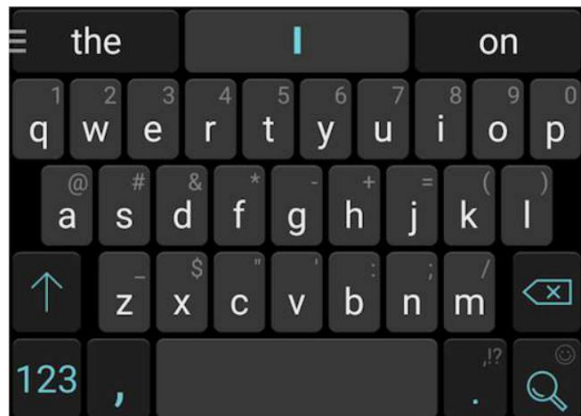 the I on
1 2 3 4 5 6 7 8 9 0
q w e r t y u i o p
@ # & * - + = ( )
a s d f g h j k l
_ $ " ' : ; /
z x c v b n m
,!?
123 , .